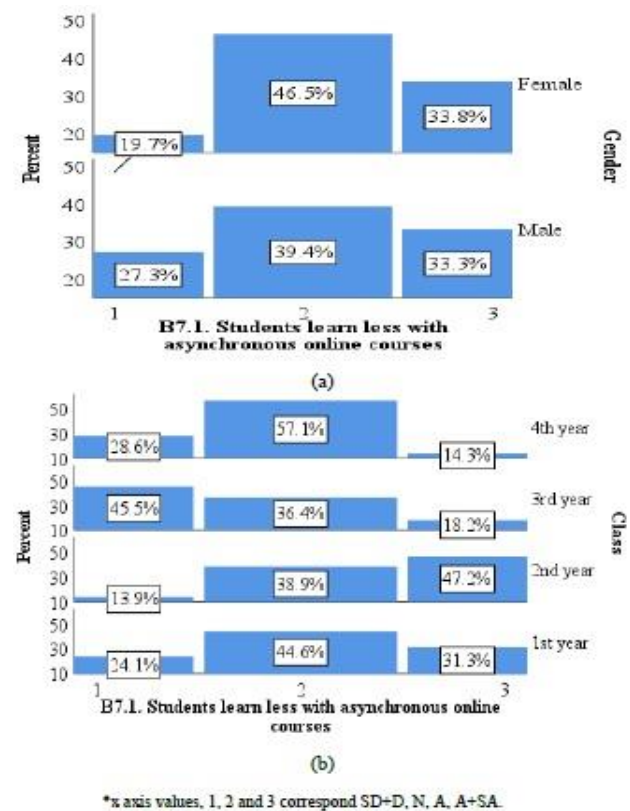 50
40
30
20
46.5%
33.8%
19.7%
Female
50
40
30
20
39.4%
33.3%
27.3%
Male
Percent
Gender
1 2 3
B7.1. Students learn less with
asynchronous online courses
(a)
50
30
10
28.6%
57.1%
14.3%
4th year
50
30
10
45.5%
36.4%
18.2%
3rd year
50
30
10
13.9%
38.9%
47.2%
2nd year
50
30
10
24.1%
44.6%
31.3%
1st year
Percent
Class
1 2 3
B7.1. Students learn less with asynchronous online
courses
(b)
*x axis values, 1, 2 and 3 correspond SD+D, N, A, A+SA.